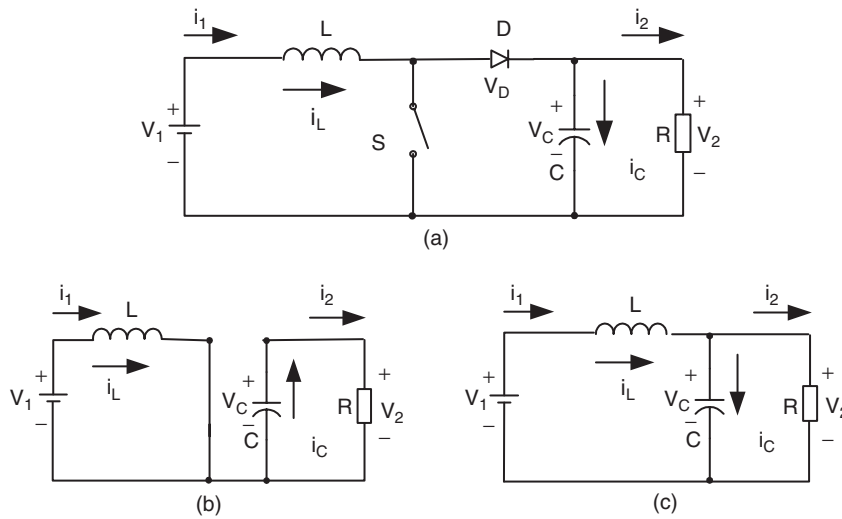 i1 L D i2
iL VD
+ + +
V1 S VC R V2
− − −
C iC
(a)
i1 L i2
iL
+ + +
V1 VC R V2
− − −
C iC
(b)
i1 L i2
iL
+ + +
V1 VC R V2
− − −
C iC
(c)